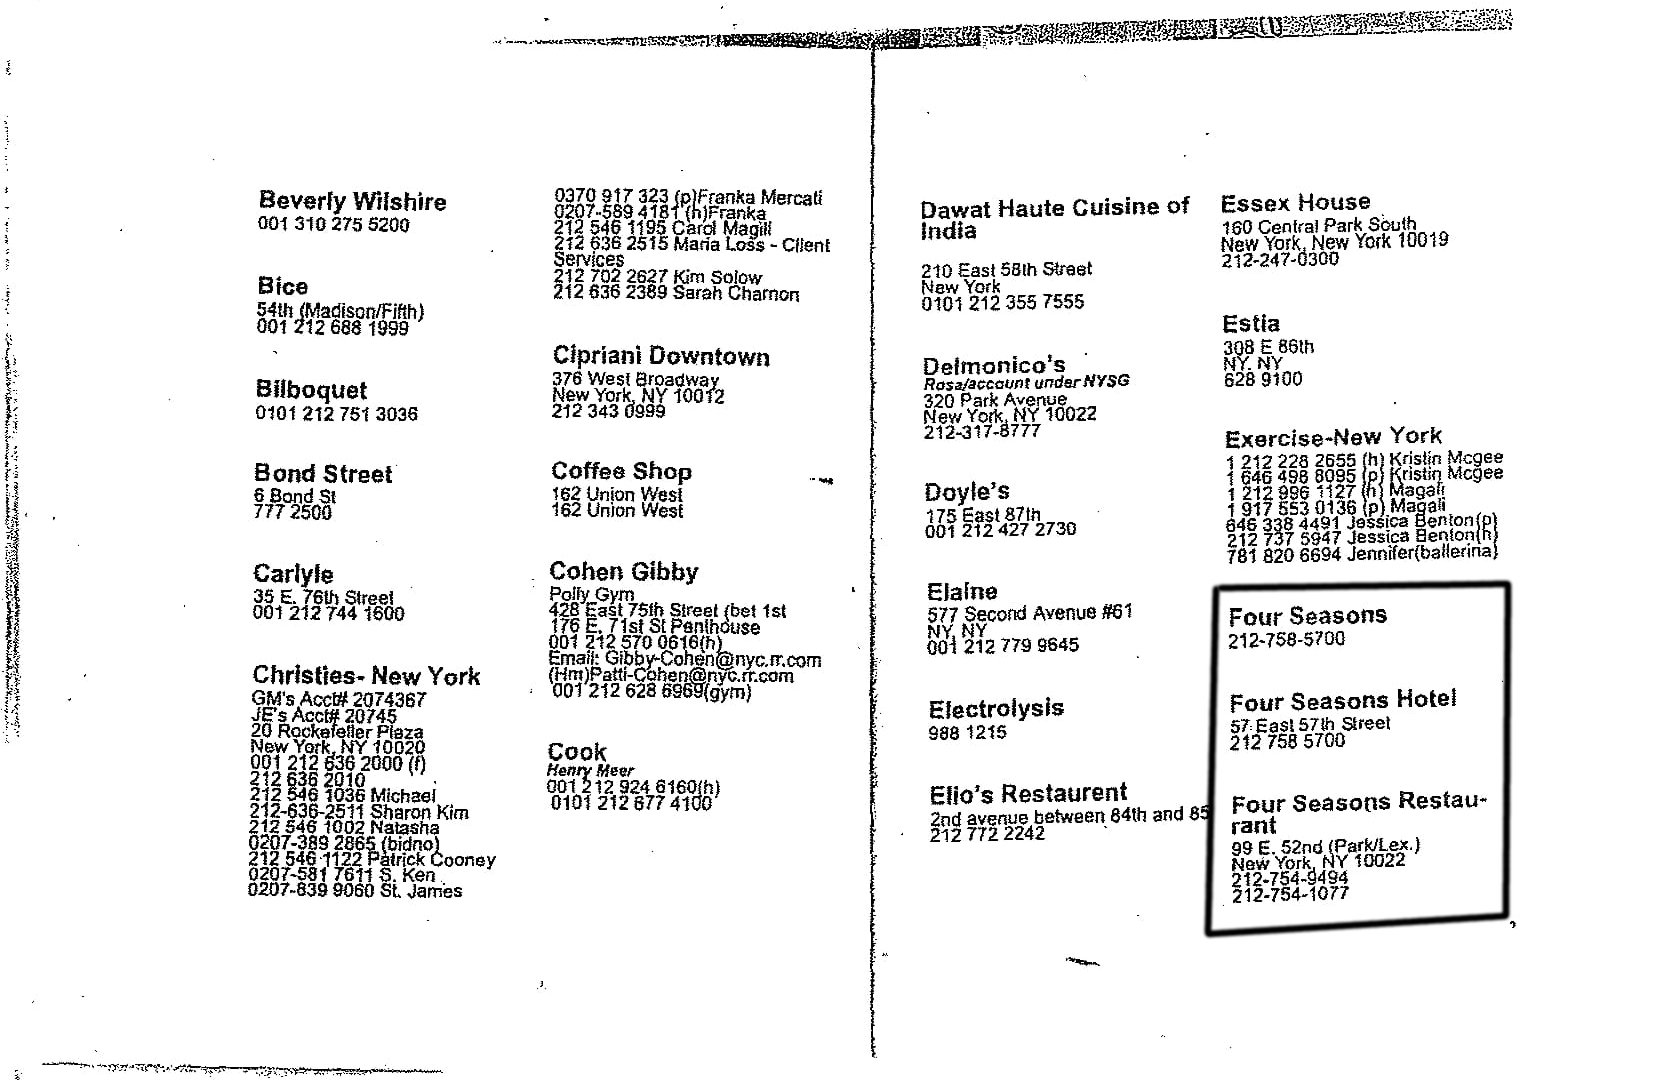 Beverly Wilshire
001 310 275 5200
Bice
54th (Madison/Fifth)
001 212 688 1999
Bilboquet
0101 212 751 3036
Bond Street
6 Bond St
777 2500
Carlyle
35 E. 76th Street
001 212 744 1600
Christies- New York
GM's Acct# 2074367
JE's Acct# 20745
20 Rockefeller Plaza
New York, NY 10020
001 212 636 2000 (f)
212 636 2010
212 546 1036 Michael
212-636-2511 Sharon Kim
212 546 1002 Natasha
0207-389 2865 (bidno)
212 546 1122 Patrick Cooney
0207-581 7611 S. Ken
0207-839 9060 St. James
0370 917 323 (p)Franka Mercati
0207-589 4181 (h)Franka
212 546 1195 Carol Magill
212 636 2515 Maria Loss - Client
Services
212 702 2627 Kim Solow
212 636 2389 Sarah Charnon
Cipriani Downtown
376 West Broadway
New York, NY 10012
212 343 0999
Coffee Shop
162 Union West
162 Union West
Cohen Gibby
Polly Gym
428 East 75th Street (bet 1st
176 E. 71st St Penthouse
001 212 570 0616(h)
Email: Gibby-Cohen@nyc.rr.com
(Hm)Patti-Cohen@nyc.rr.com
001 212 628 6969(gym)
Cook
Henry Meer
001 212 924 6160(h)
0101 212 677 4100
Dawat Haute Cuisine of
India
210 East 58th Street
New York
0101 212 355 7555
Delmonico's
Rosa/account under NYSG
320 Park Avenue
New York, NY 10022
212-317-8777
Doyle's
175 East 87th
001 212 427 2730
Elaine
577 Second Avenue #61
NY, NY
001 212 779 9645
Electrolysis
988 1215
Elio's Restaurent
2nd avenue between 84th and 85
212 772 2242
Essex House
160 Central Park South
New York, New York 10019
212-247-0300
Estia
308 E 86th
NY. NY
628 9100
Exercise-New York
1 212 228 2655 (h) Kristin Mcgee
1 646 498 8095 (p) Kristin Mcgee
1 212 996 1127 (h) Magali
1 917 553 0136 (p) Magali
646 338 4491 Jessica Benton(p)
212 737 5947 Jessica Benton(h)
781 820 6694 Jennifer(ballerina)
Four Seasons
212-758-5700
Four Seasons Hotel
57 East 57th Street
212 758 5700
Four Seasons Restau-
rant
99 E. 52nd (Park/Lex.)
New York, NY 10022
212-754-9494
212-754-1077